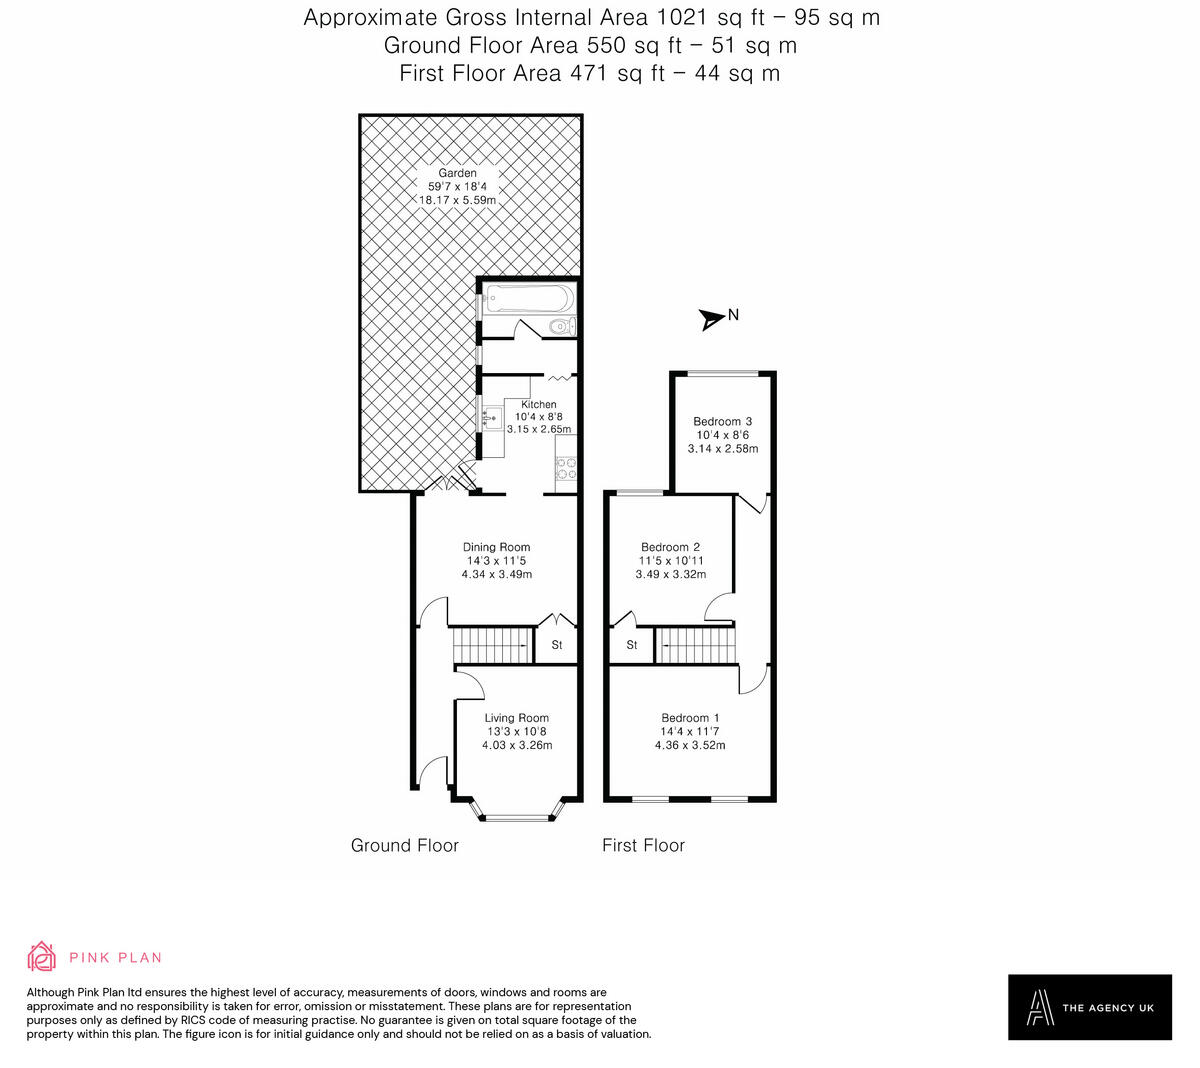 Approximate Gross Internal Area 1021 sq ft – 95 sq m
Ground Floor Area 550 sq ft – 51 sq m
First Floor Area 471 sq ft – 44 sq m
Garden
59'7 x 18'4
18.17 x 5.59m
N
Kitchen
10'4 x 8'8
3.15 x 2.65m
Bedroom 3
10'4 x 8'6
3.14 x 2.58m
Dining Room
14'3 x 11'5
4.34 x 3.49m
Bedroom 2
11'5 x 10'11
3.49 x 3.32m
St
St
Living Room
13'3 x 10'8
4.03 x 3.26m
Bedroom 1
14'4 x 11'7
4.36 x 3.52m
Ground Floor
First Floor
PINK PLAN
Although Pink Plan ltd ensures the highest level of accuracy, measurements of doors, windows and rooms are
approximate and no responsibility is taken for error, omission or misstatement. These plans are for representation
purposes only as defined by RICS code of measuring practise. No guarantee is given on total square footage of the
property within this plan. The figure icon is for initial guidance only and should not be relied on as a basis of valuation.
THE AGENCY UK